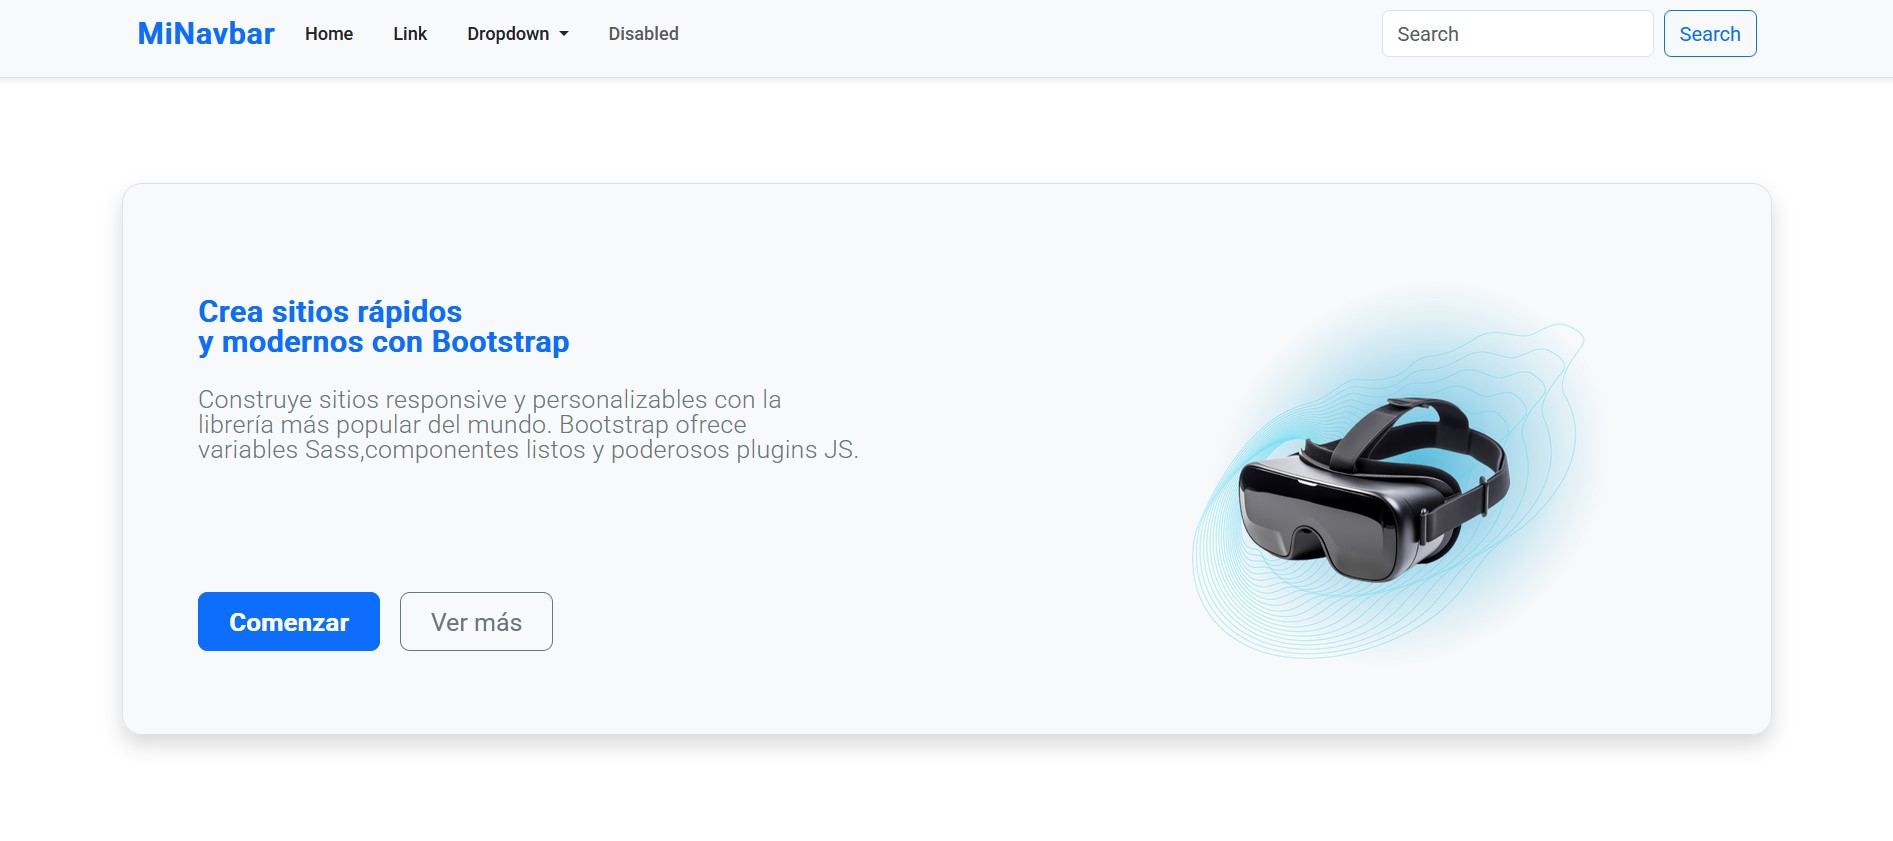 MiNavbar Home Link Dropdown Disabled Search Search
Crea sitios rápidos
y modernos con Bootstrap
Construye sitios responsive y personalizables con la
librería más popular del mundo. Bootstrap ofrece
variables Sass,componentes listos y poderosos plugins JS.
Comenzar Ver más